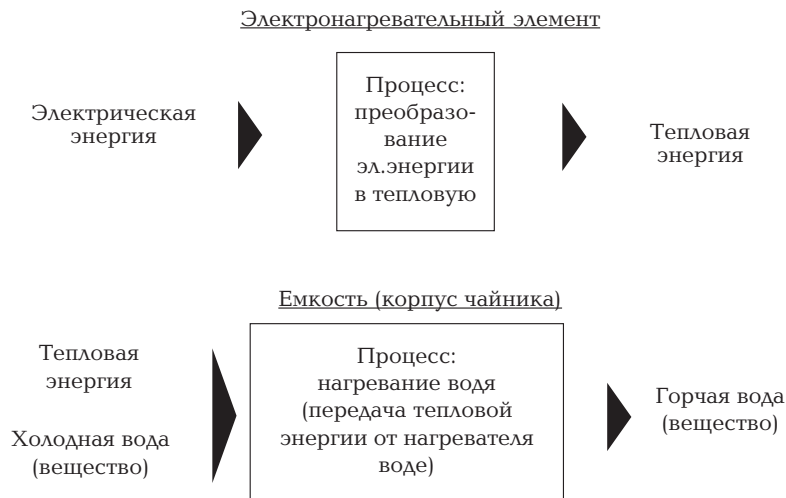 Электронагревательный элемент
Электрическая
энергия
Процесс:
преобразо-
вание
эл.энергии
в тепловую
Тепловая
энергия
Емкость (корпус чайника)
Тепловая
энергия
Холодная вода
(вещество)
Процесс:
нагревание водя
(передача тепловой
энергии от нагревателя
воде)
Горчая вода
(вещество)